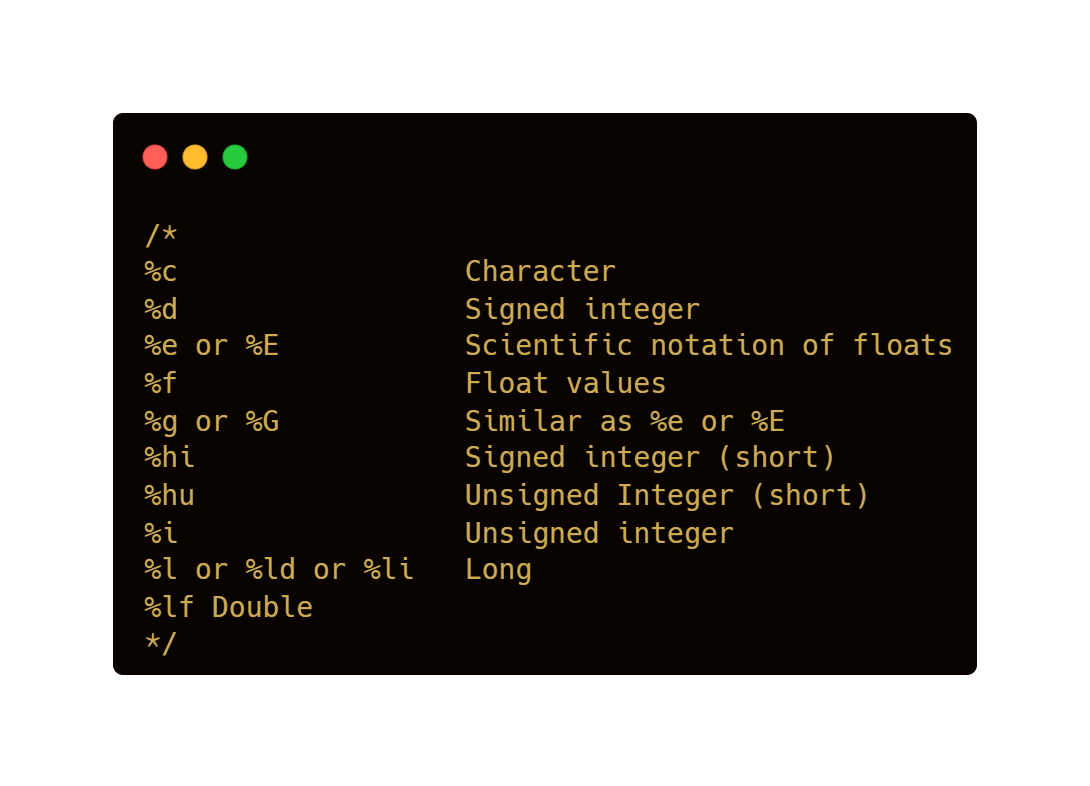 /*
%c                   Character
%d                   Signed integer
%e or %E             Scientific notation of floats
%f                   Float values
%g or %G             Similar as %e or %E
%hi                  Signed integer (short)
%hu                  Unsigned Integer (short)
%i                   Unsigned integer
%l or %ld or %li     Long
%lf Double
*/